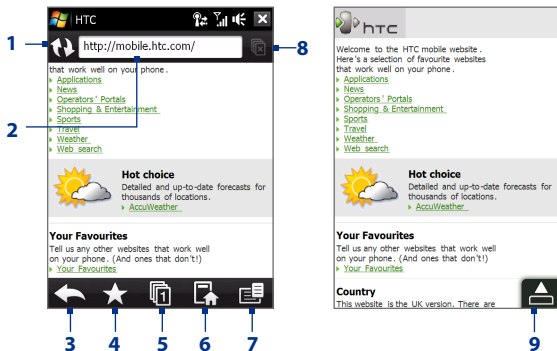 HTC
1
http://mobile.htc.com/
8
that work well on your phone.
Applications
News
Operators' Portals
Shopping & Entertainment
2
Sports
Travel
Weather
Web search
Hot choice
Detailed and up-to-date forecasts for
thousands of locations.
AccuWeather
Your Favourites
Tell us any other websites that work well
on your phone. (And ones that don't!)
Your Favourites
1
3
4
5
6
7
hTC
Welcome to the HTC mobile website.
Here's a selection of favourite websites
that work well on your phone.
Applications
News
Operators' Portals
Shopping & Entertainment
Sports
Travel
Weather
Web search
Hot choice
Detailed and up-to-date forecasts for
thousands of locations.
AccuWeather
Your Favourites
Tell us any other websites that work well
on your phone. (And ones that don't!)
Your Favourites
Country
This website is the UK version. There are
9